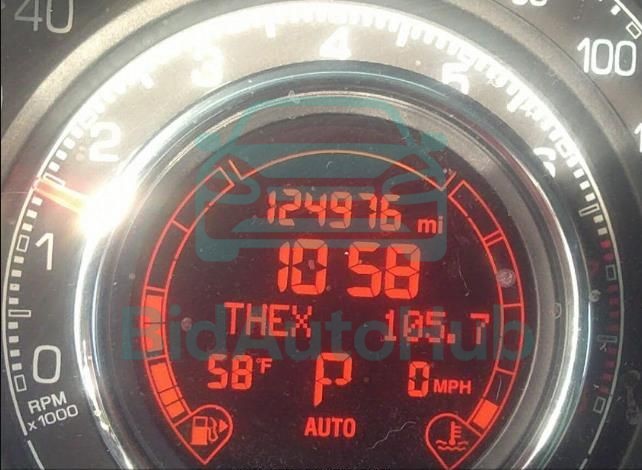 40
100
3 4 5
2 6
1
0
RPM
x1000
124976 mi
10 58
THEX 105.7
58°F P 0 MPH
AUTO
BidAutoHub